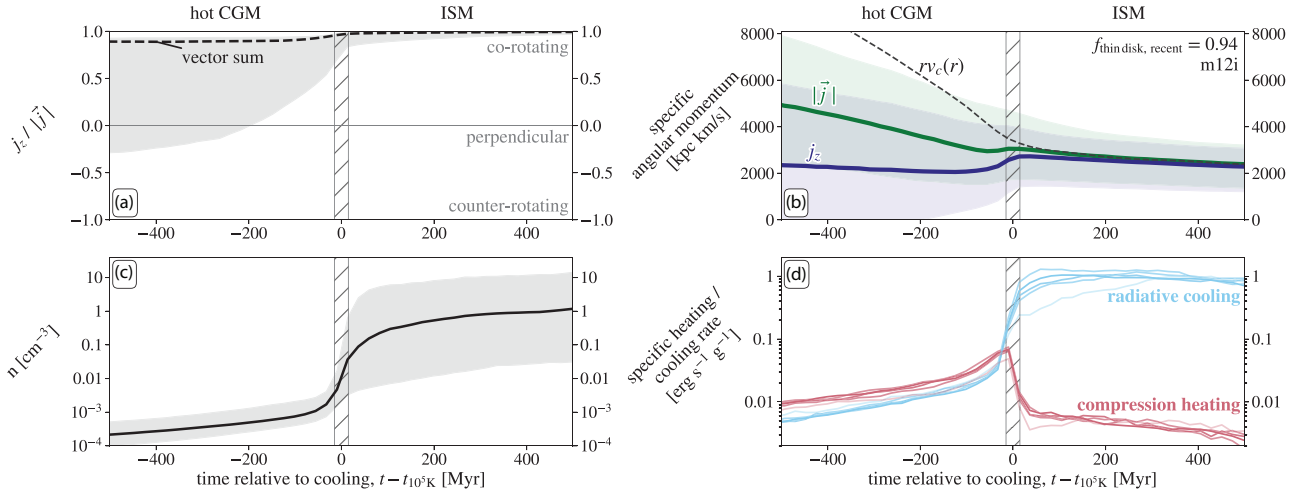 hot CGM
ISM
1.0
0.5
0.0
−0.5
−1.0
j_z / |j⃗|
vector sum
co-rotating
perpendicular
counter-rotating
(a)
1.0
0.5
0.0
−0.5
−1.0
−400
−200
0
200
400
hot CGM
ISM
8000
6000
4000
2000
0
specific
angular momentum
[kpc km/s]
rv_c(r)
|j⃗|
j_z
f_thin disk, recent = 0.94
m12i
(b)
8000
6000
4000
2000
0
−400
−200
0
200
400
(c)
10
1
0.1
0.01
10⁻³
10⁻⁴
n [cm⁻³]
10
1
0.1
0.01
10⁻³
10⁻⁴
−400
−200
0
200
400
time relative to cooling, t − t_10⁵K [Myr]
(d)
1
0.1
0.01
specific heating /
cooling rate
[erg s⁻¹ g⁻¹]
radiative cooling
compression heating
1
0.1
0.01
−400
−200
0
200
400
time relative to cooling, t − t_10⁵K [Myr]